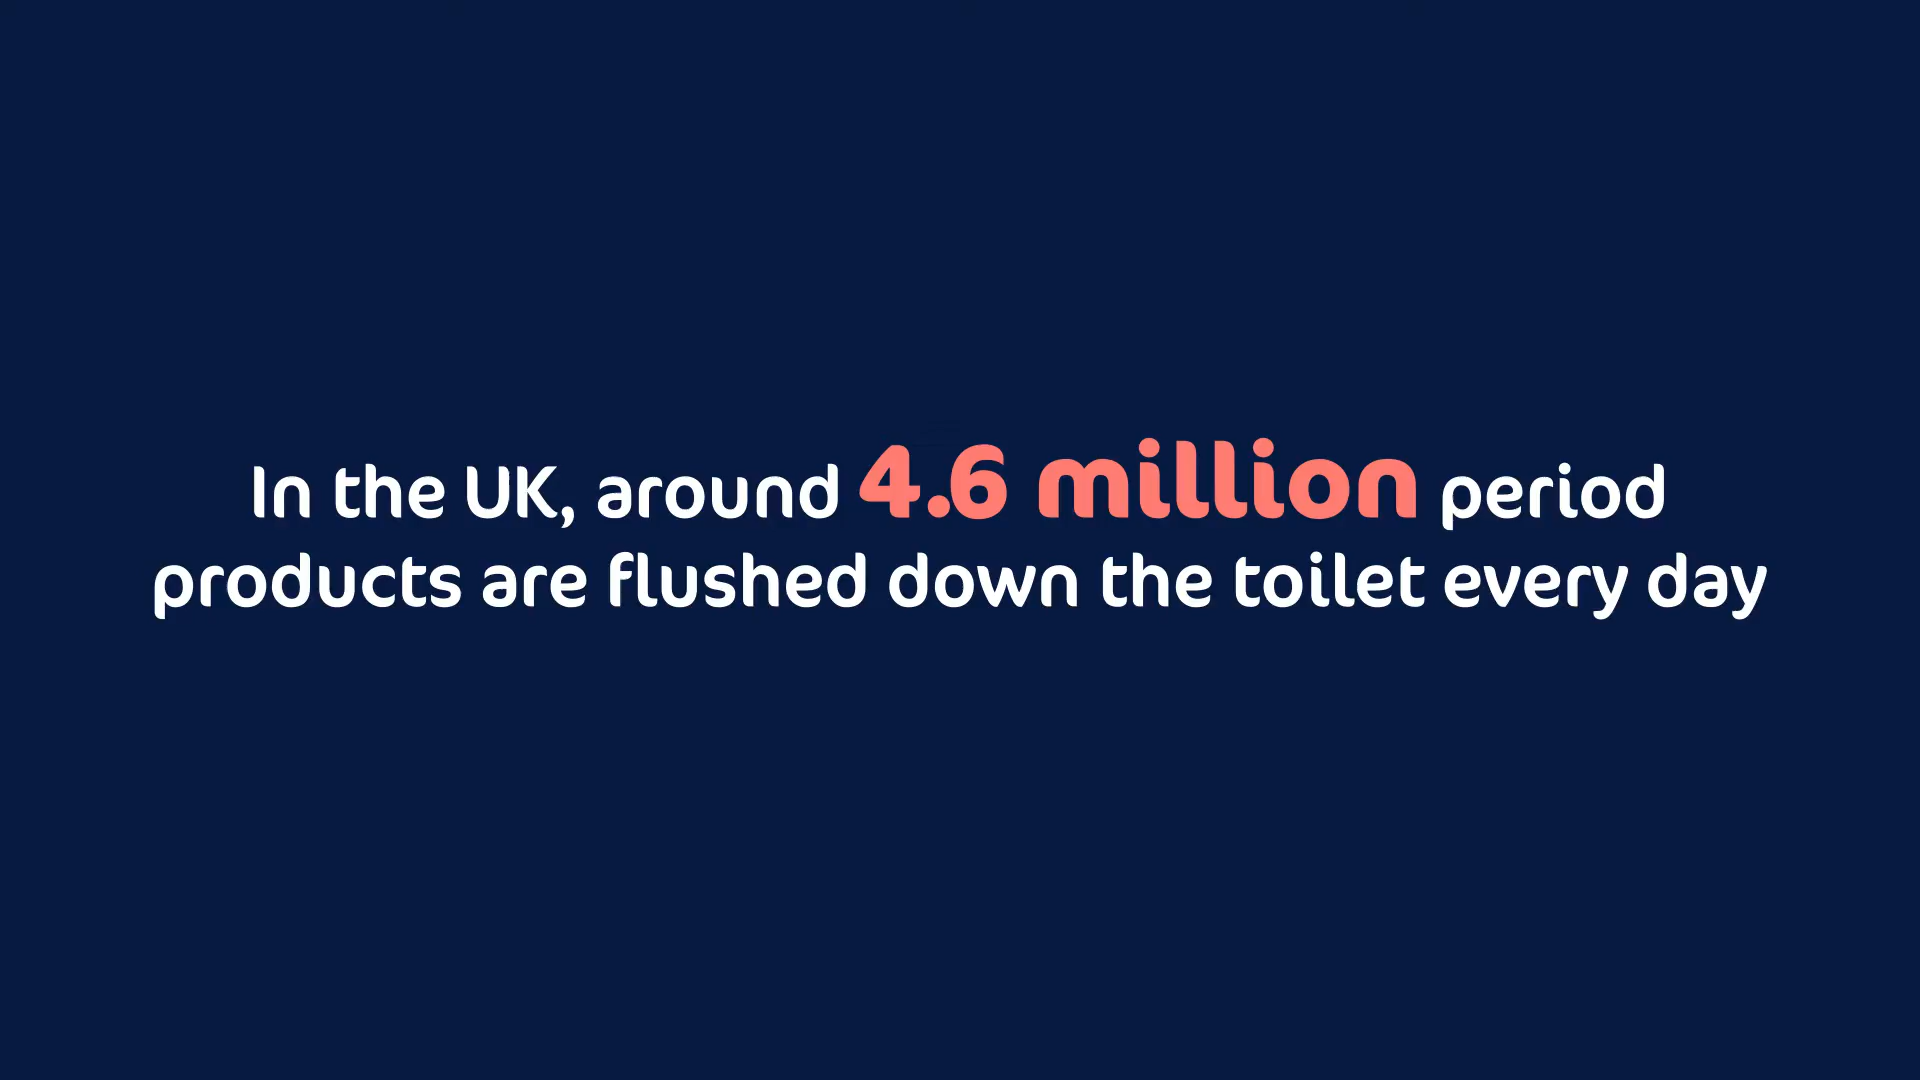 In the UK, around 4.6 million period
products are flushed down the toilet every day